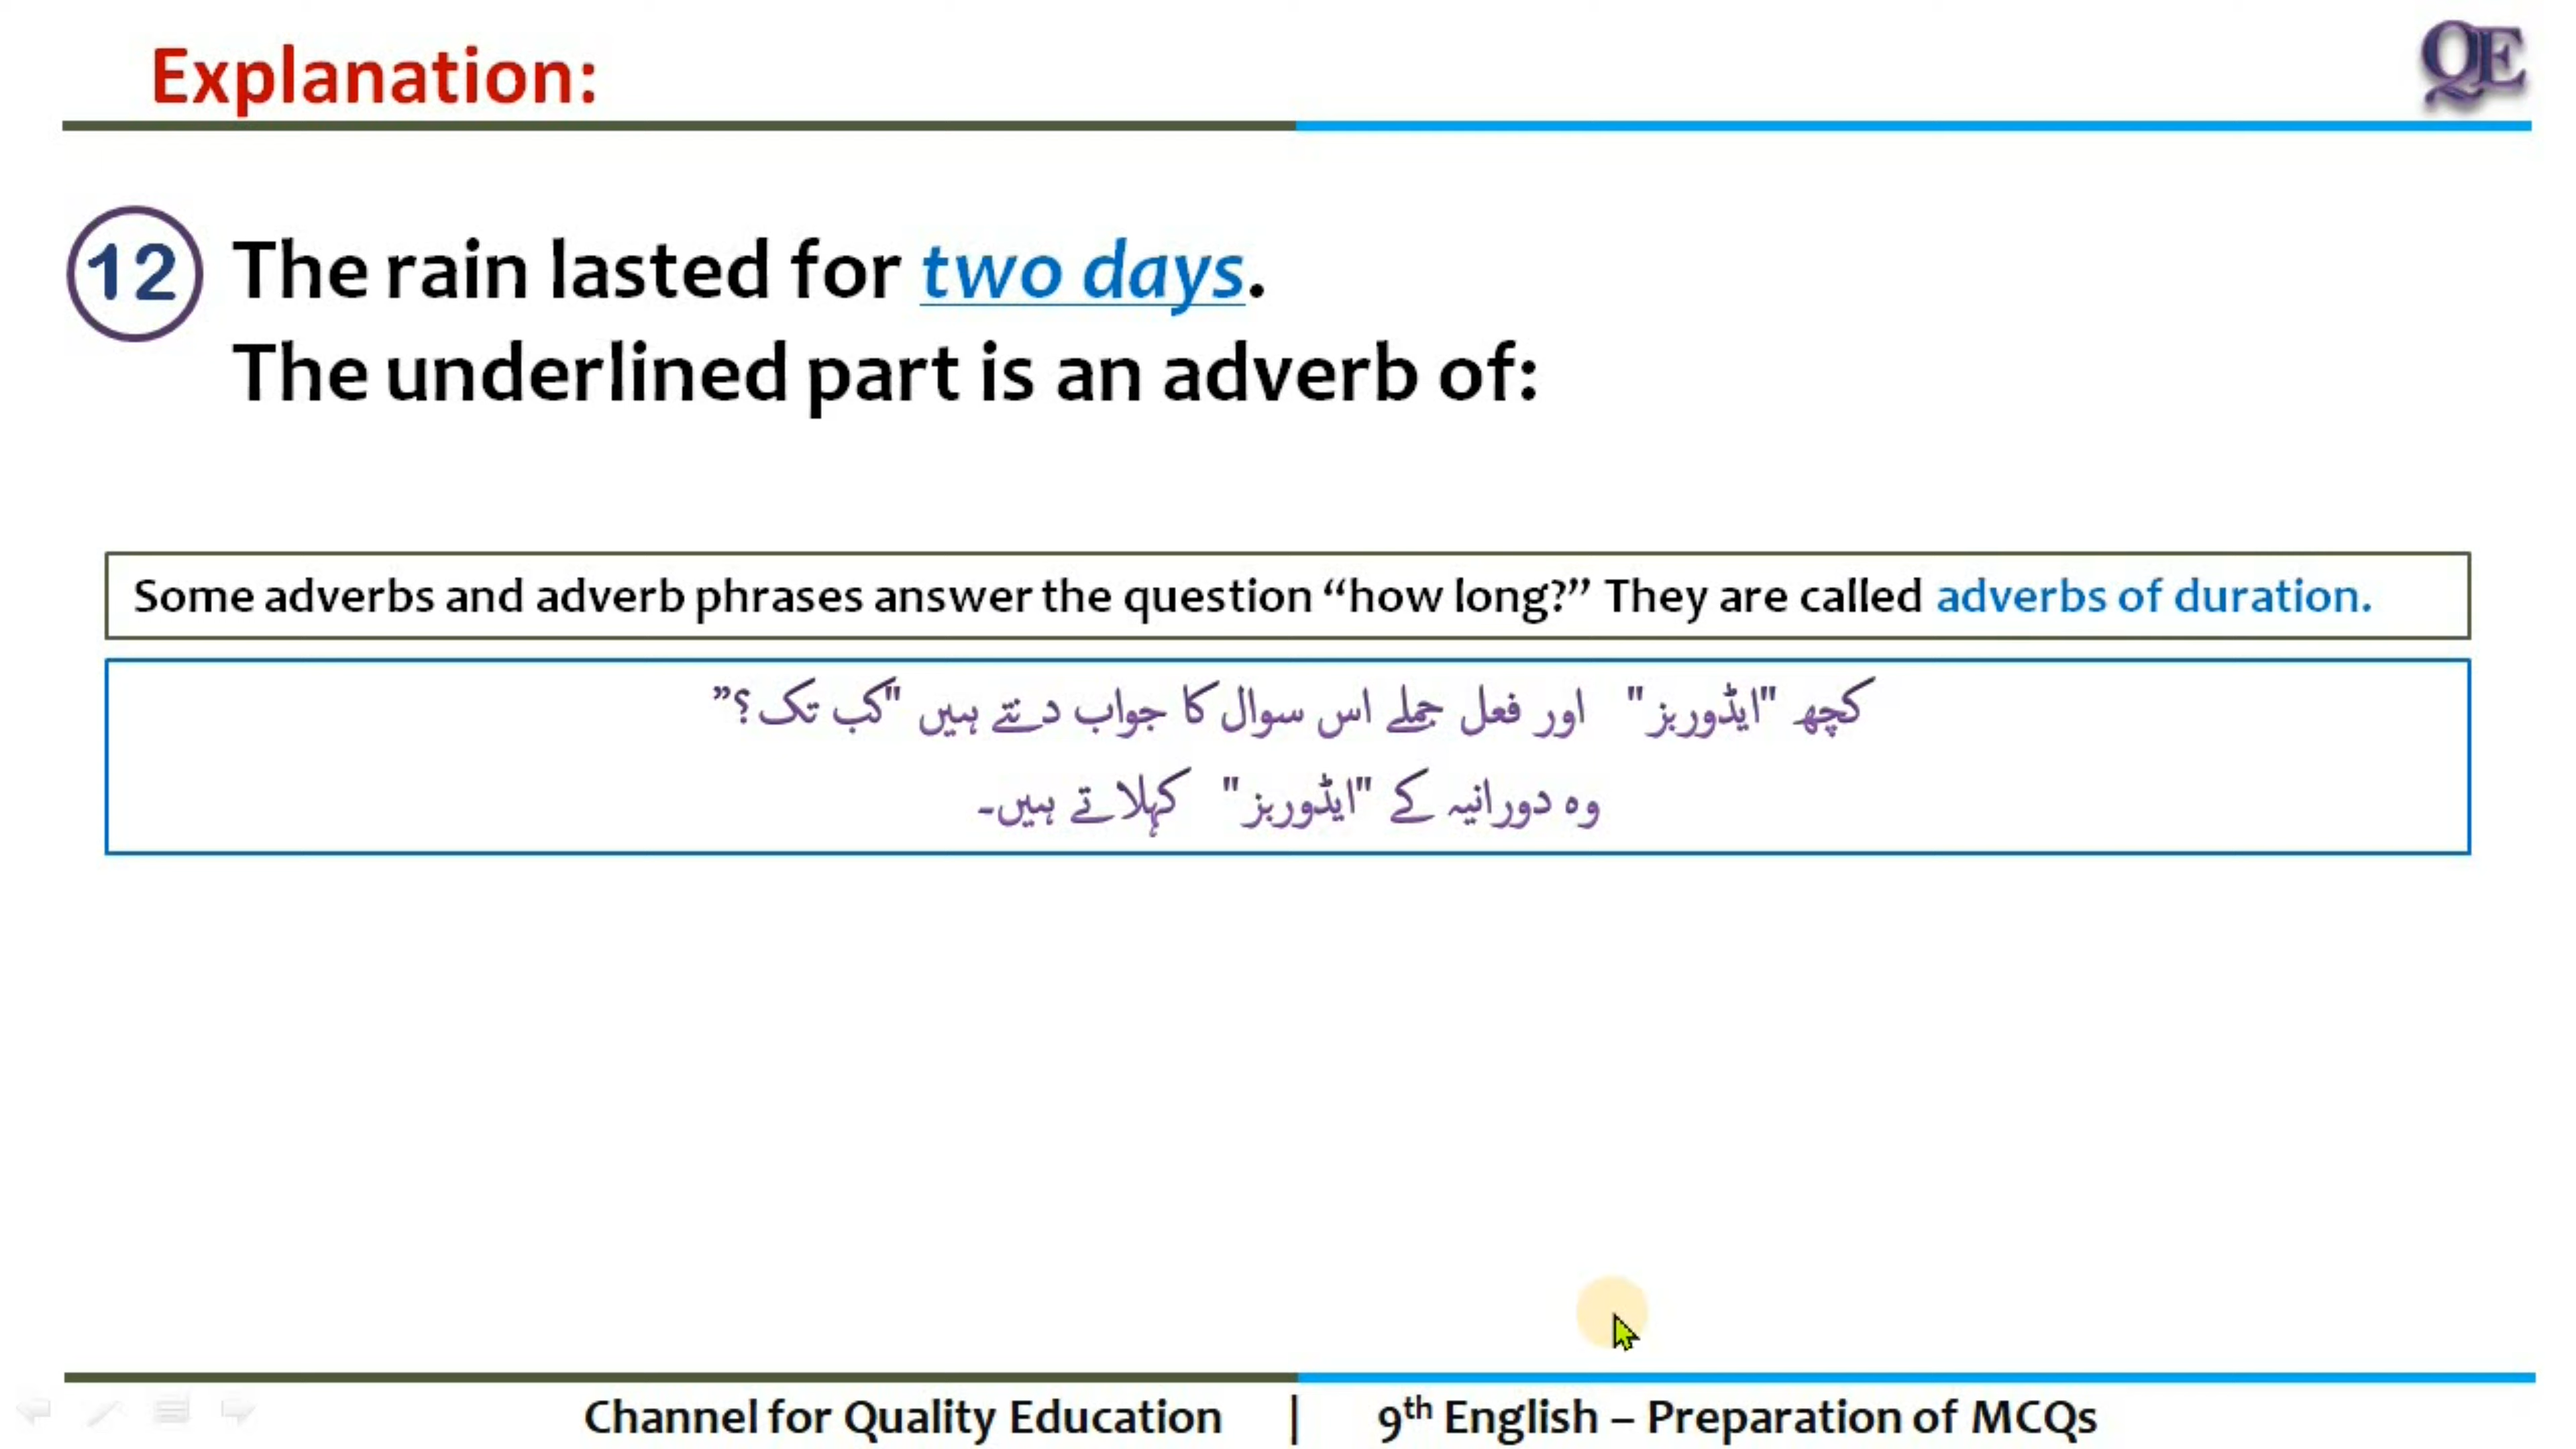 Explanation:
QE
12 The rain lasted for two days.
The underlined part is an adverb of:
Some adverbs and adverb phrases answer the question “how long?” They are called adverbs of duration.
کچھ "ایڈوربز" اور فعل جملے اس سوال کا جواب دیتے ہیں "کب تک؟”
وہ دورانیہ کے "ایڈوربز" کہلاتے ہیں۔
Channel for Quality Education | 9th English – Preparation of MCQs